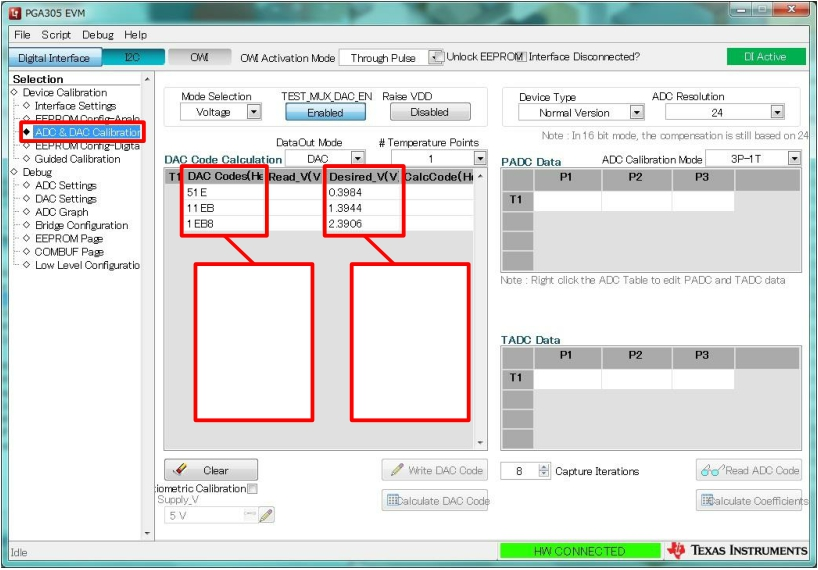 PGA305 EVM
File Script Debug Help
Digital Interface I2C OWI OWI Activation Mode Through Pulse Unlock EEPROM Interface Disconnected? DI Active
Selection
Device Calibration
Interface Settings
EEPROM Config-Analo
ADC & DAC Calibration
EEPROM Config-Digita
Guided Calibration
Debug
ADC Settings
DAC Settings
ADC Graph
Bridge Configuration
EEPROM Page
COMBUF Page
Low Level Configuratio
Mode Selection TEST_MUX_DAC_EN Raise VDD
Voltage Enabled Disabled
DataOut Mode # Temperature Points
DAC Code Calculation DAC 1
T1 DAC Codes(He Read_V(V Desired_V(V CalcCode(He
51E 0.3984
11EB 1.3944
1EB8 2.3906
Clear Write DAC Code
iometric Calibration
Supply_V Calculate DAC Code
5 V
Device Type ADC Resolution
Normal Version 24
Note : In 16 bit mode, the compensation is still based on 24
PADC Data ADC Calibration Mode 3P-1T
P1 P2 P3
T1
Note : Right click the ADC Table to edit PADC and TADC data
TADC Data
P1 P2 P3
T1
8 Capture Iterations Read ADC Code
Calculate Coefficients
Idle HW CONNECTED TEXAS INSTRUMENTS